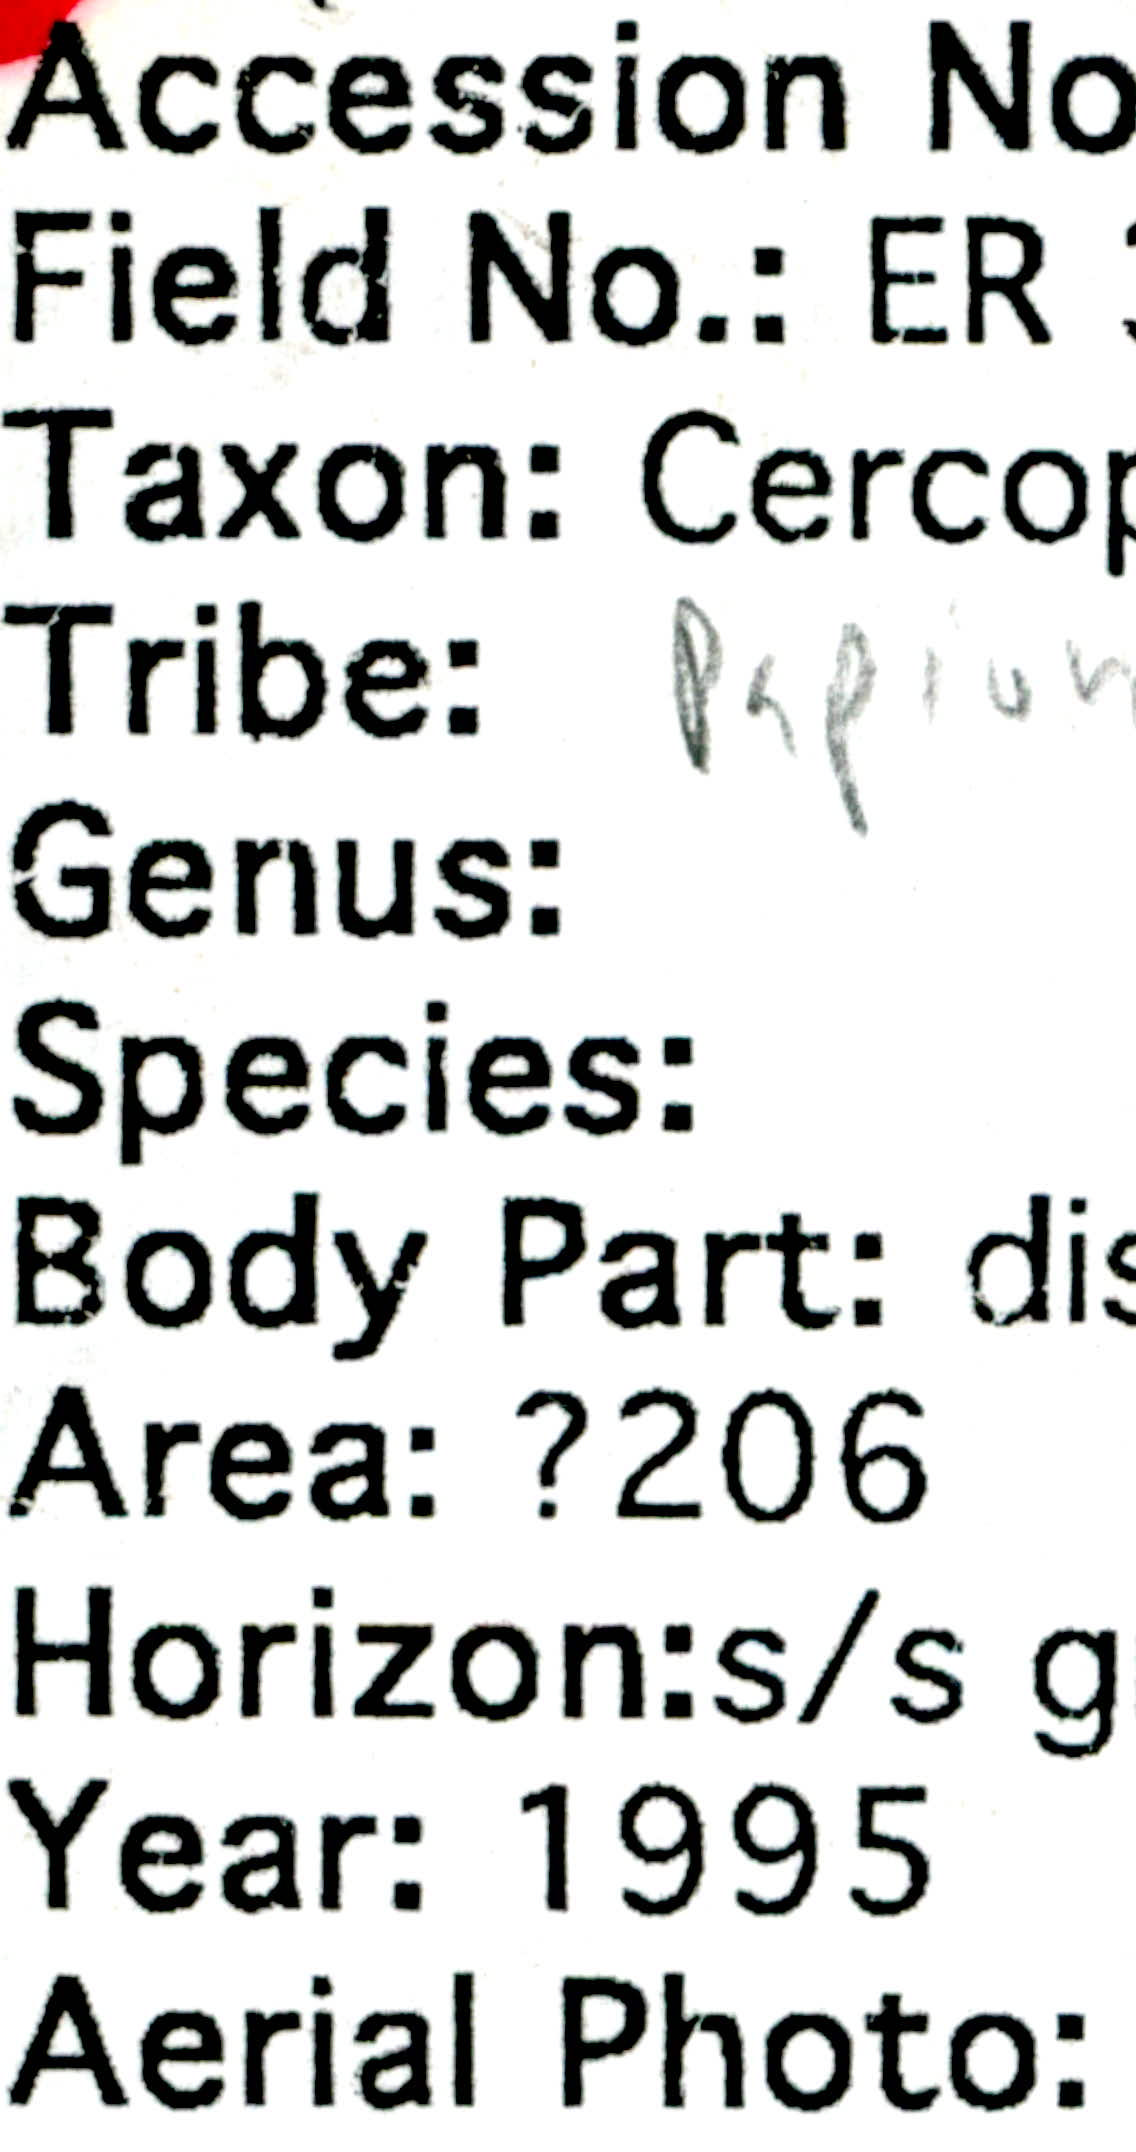 Accession No
Field No.: ER
Taxon: Cercop
Tribe: Papion
Genus:
Species:
Body Part: dis
Area: ?206
Horizon:s/s g
Year: 1995
Aerial Photo: